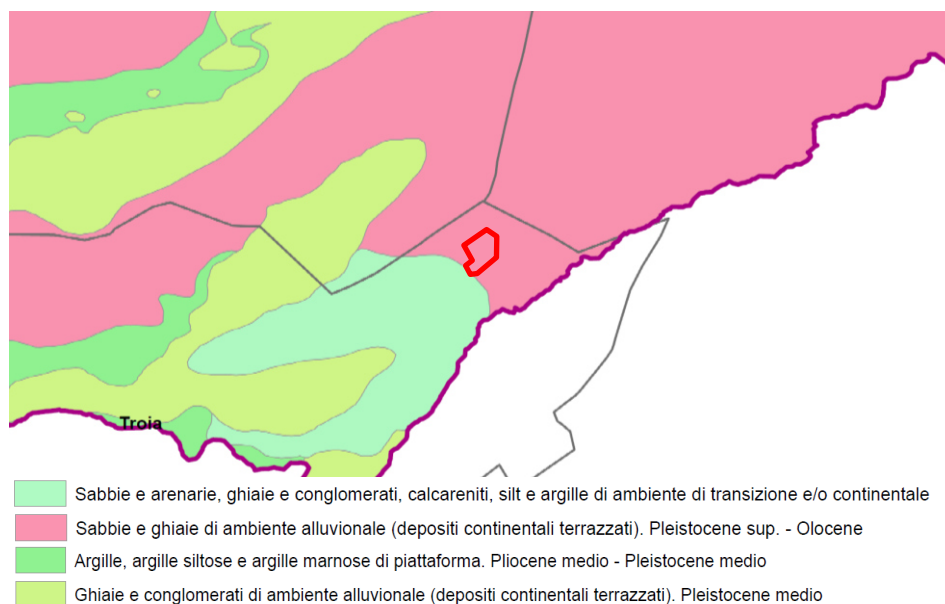 Troia
Sabbie e arenarie, ghiaie e conglomerati, calcareniti, silt e argille di ambiente di transizione e/o continentale
Sabbie e ghiaie di ambiente alluvionale (depositi continentali terrazzati). Pleistocene sup. - Olocene
Argille, argille siltose e argille marnose di piattaforma. Pliocene medio - Pleistocene medio
Ghiaie e conglomerati di ambiente alluvionale (depositi continentali terrazzati). Pleistocene medio